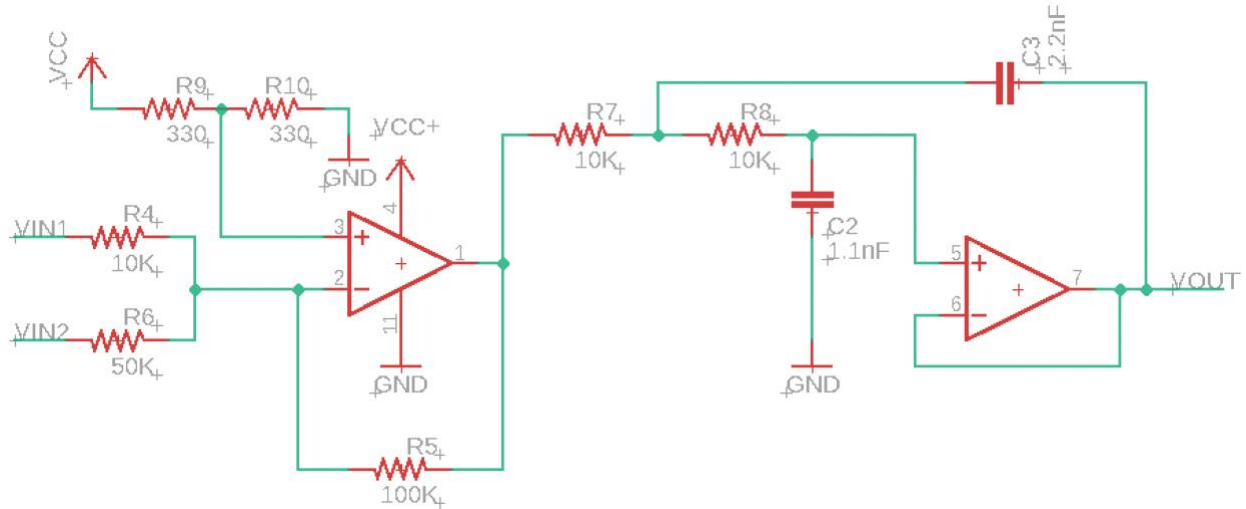 VCC
R9
330
R10
330
GND
VCC+
4
VIN1
R4
10K
VIN2
R6
50K
3
+
2
-
1
11
GND
R5
100K
R7
10K
R8
10K
C3
2.2nF
C2
1.1nF
GND
5
+
6
-
7
VOUT